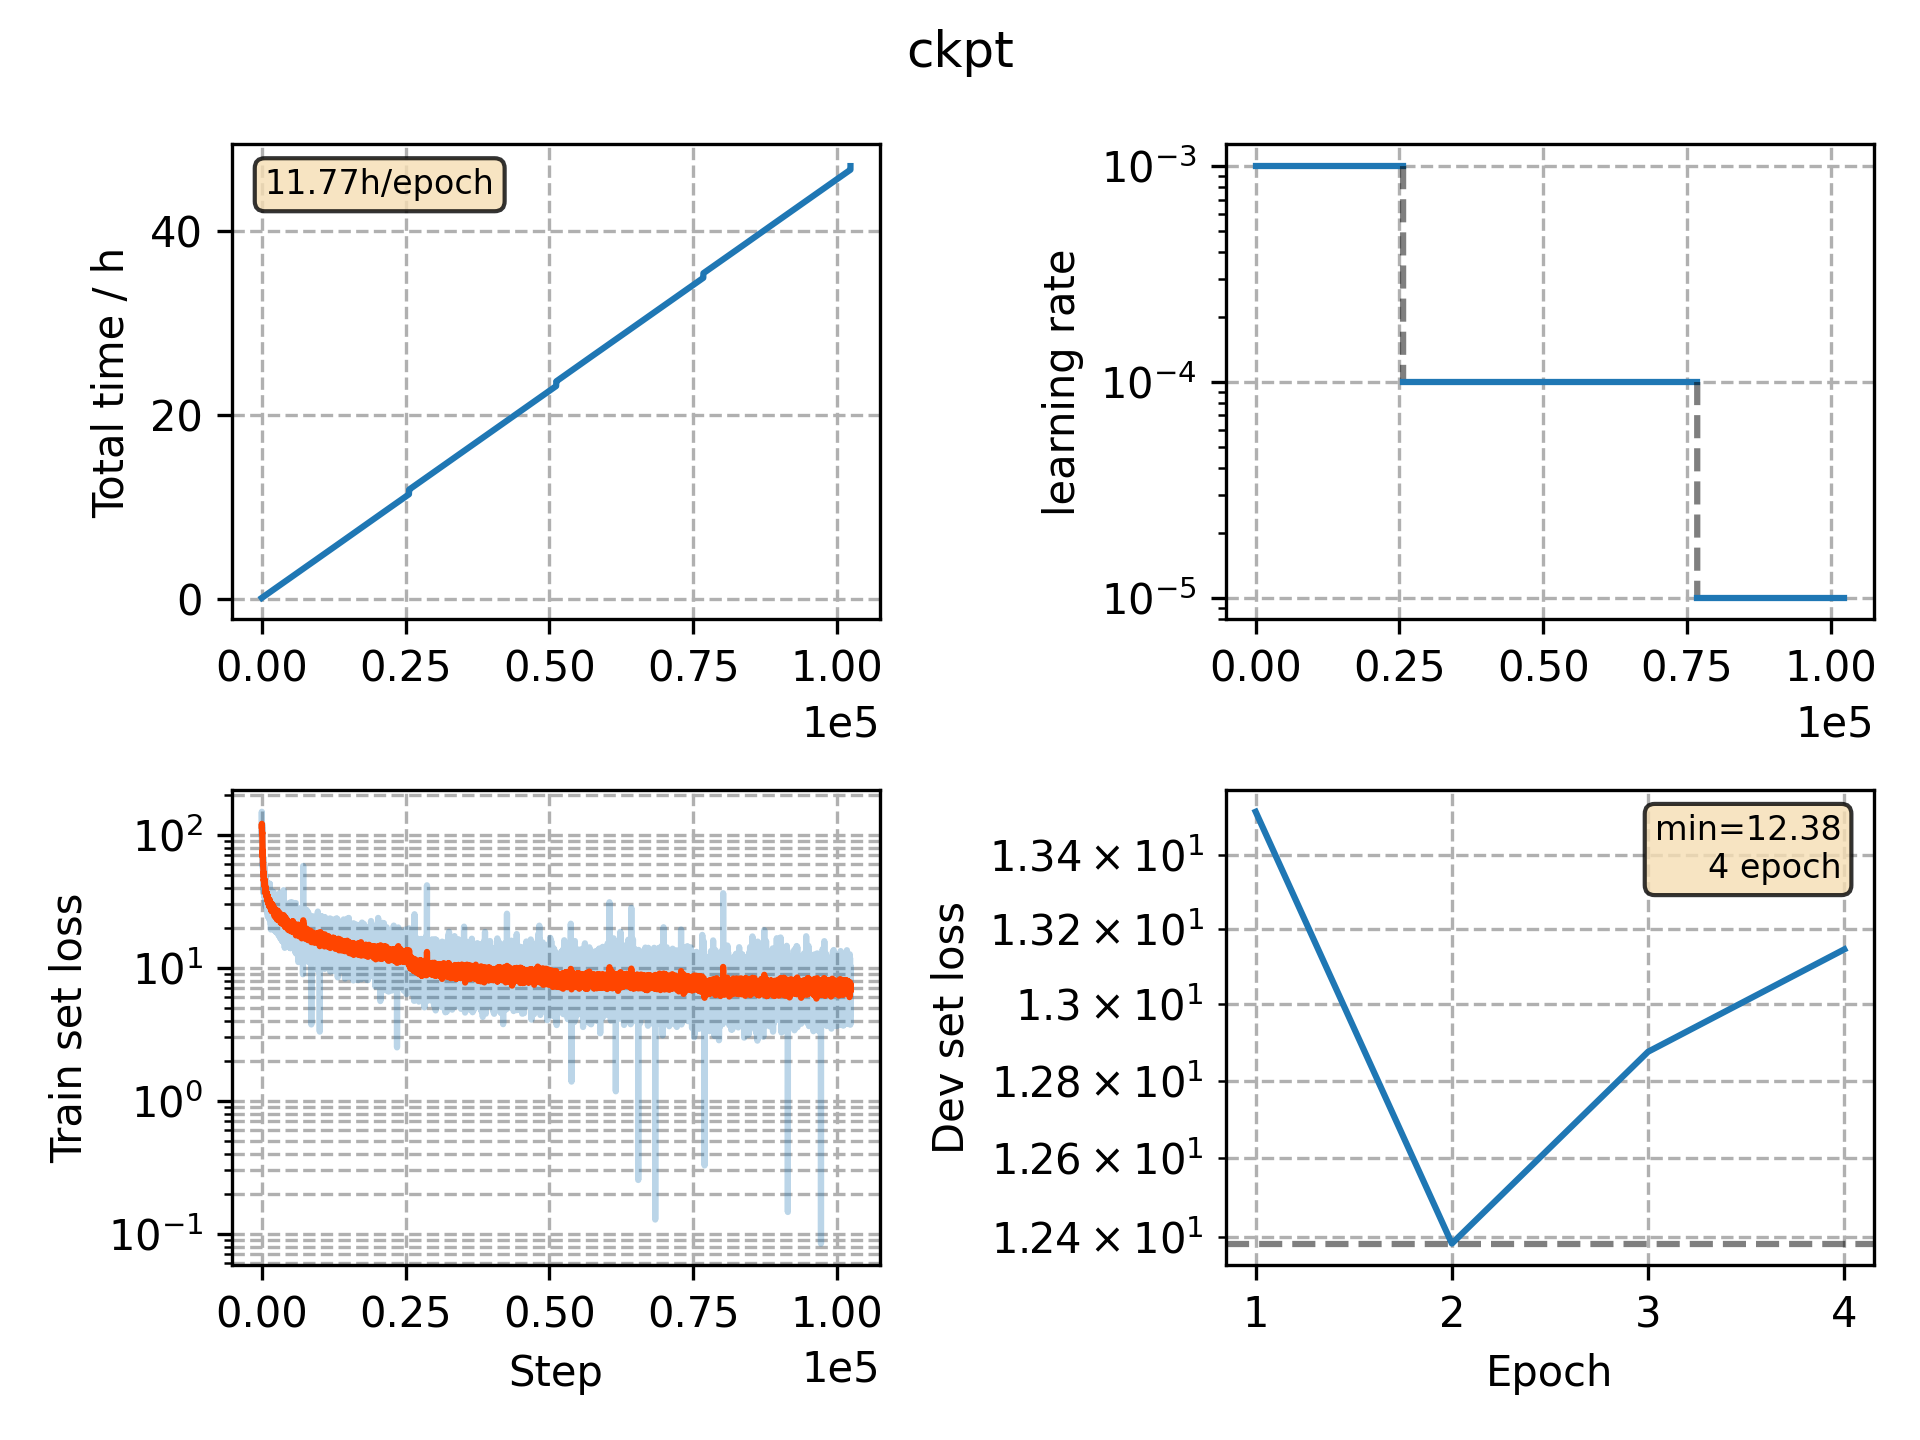 ckpt
11.77h/epoch
Total time / h
40
20
0
0.00 0.25 0.50 0.75 1.00
1e5
learning rate
10⁻³
10⁻⁴
10⁻⁵
0.00 0.25 0.50 0.75 1.00
1e5
Train set loss
10²
10¹
10⁰
10⁻¹
0.00 0.25 0.50 0.75 1.00
Step
1e5
Dev set loss
min=12.38
4 epoch
1.34 × 10¹
1.32 × 10¹
1.3 × 10¹
1.28 × 10¹
1.26 × 10¹
1.24 × 10¹
1 2 3 4
Epoch